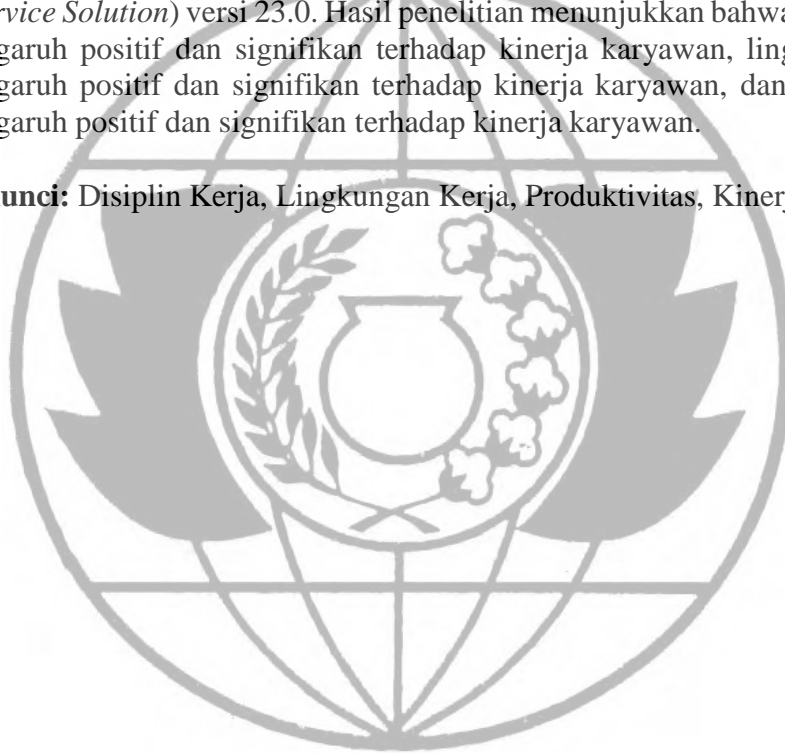 rvice Solution) versi 23.0. Hasil penelitian menunjukkan bahwa
garuh positif dan signifikan terhadap kinerja karyawan, ling
garuh positif dan signifikan terhadap kinerja karyawan, dan
garuh positif dan signifikan terhadap kinerja karyawan.
unci: Disiplin Kerja, Lingkungan Kerja, Produktivitas, Kinerj